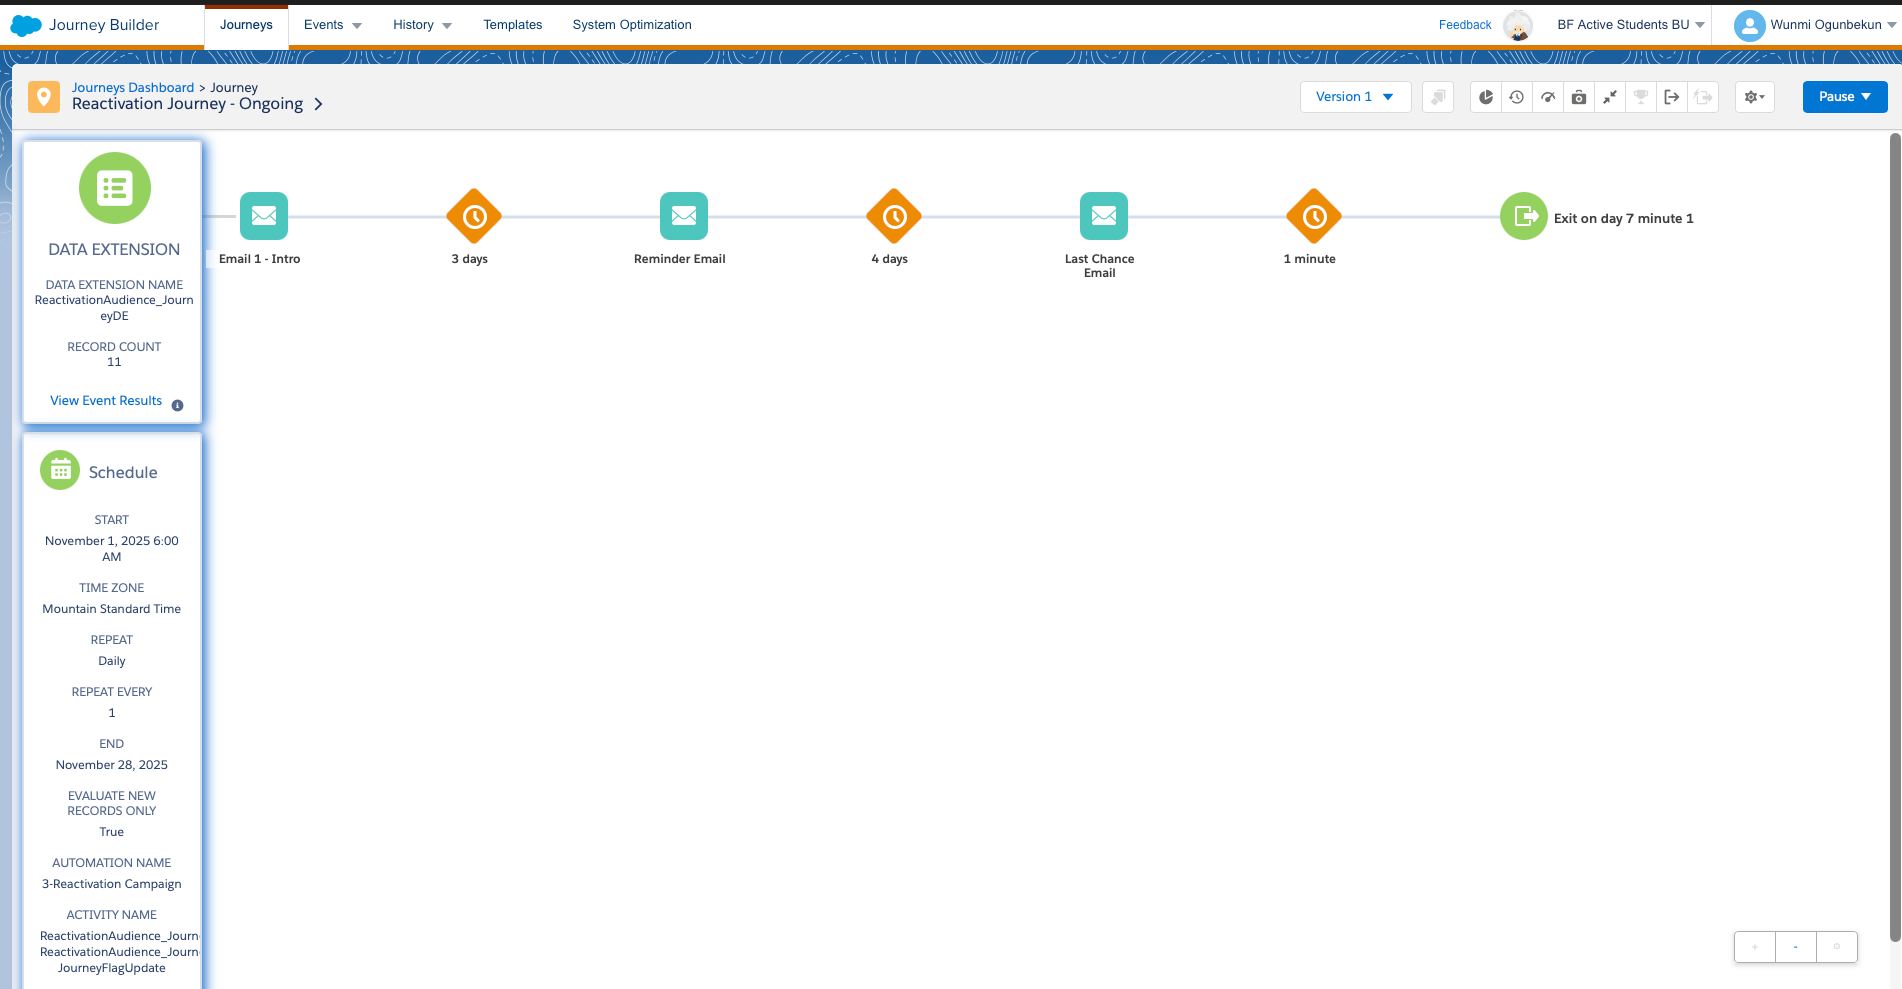 Journey Builder
Journeys
Events
History
Templates
System Optimization
Feedback
BF Active Students BU
Wunmi Ogunbekun
Journeys Dashboard > Journey
Reactivation Journey - Ongoing
Version 1
Pause
DATA EXTENSION
DATA EXTENSION NAME
ReactivationAudience_Journ
eyDE
RECORD COUNT
11
View Event Results
Email 1 - Intro
3 days
Reminder Email
4 days
Last Chance
Email
1 minute
Exit on day 7 minute 1
Schedule
START
November 1, 2025 6:00
AM
TIME ZONE
Mountain Standard Time
REPEAT
Daily
REPEAT EVERY
1
END
November 28, 2025
EVALUATE NEW
RECORDS ONLY
True
AUTOMATION NAME
3-Reactivation Campaign
ACTIVITY NAME
ReactivationAudience_Journ
ReactivationAudience_Journ
JourneyFlagUpdate
+
-